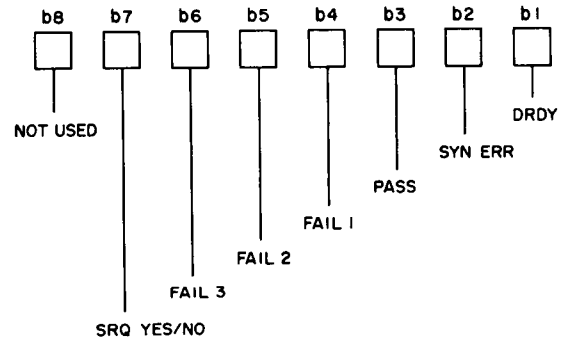 b8 b7 b6 b5 b4 b3 b2 b1
DRDY
NOT USED
SYN ERR
PASS
FAIL 1
FAIL 2
FAIL 3
SRQ YES/NO